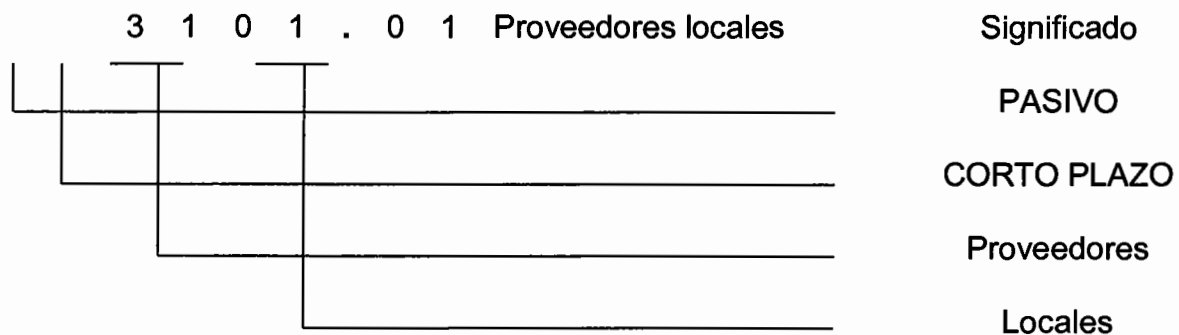 3 1 0 1 . 0 1 Proveedores locales Significado
PASIVO
CORTO PLAZO
Proveedores
Locales